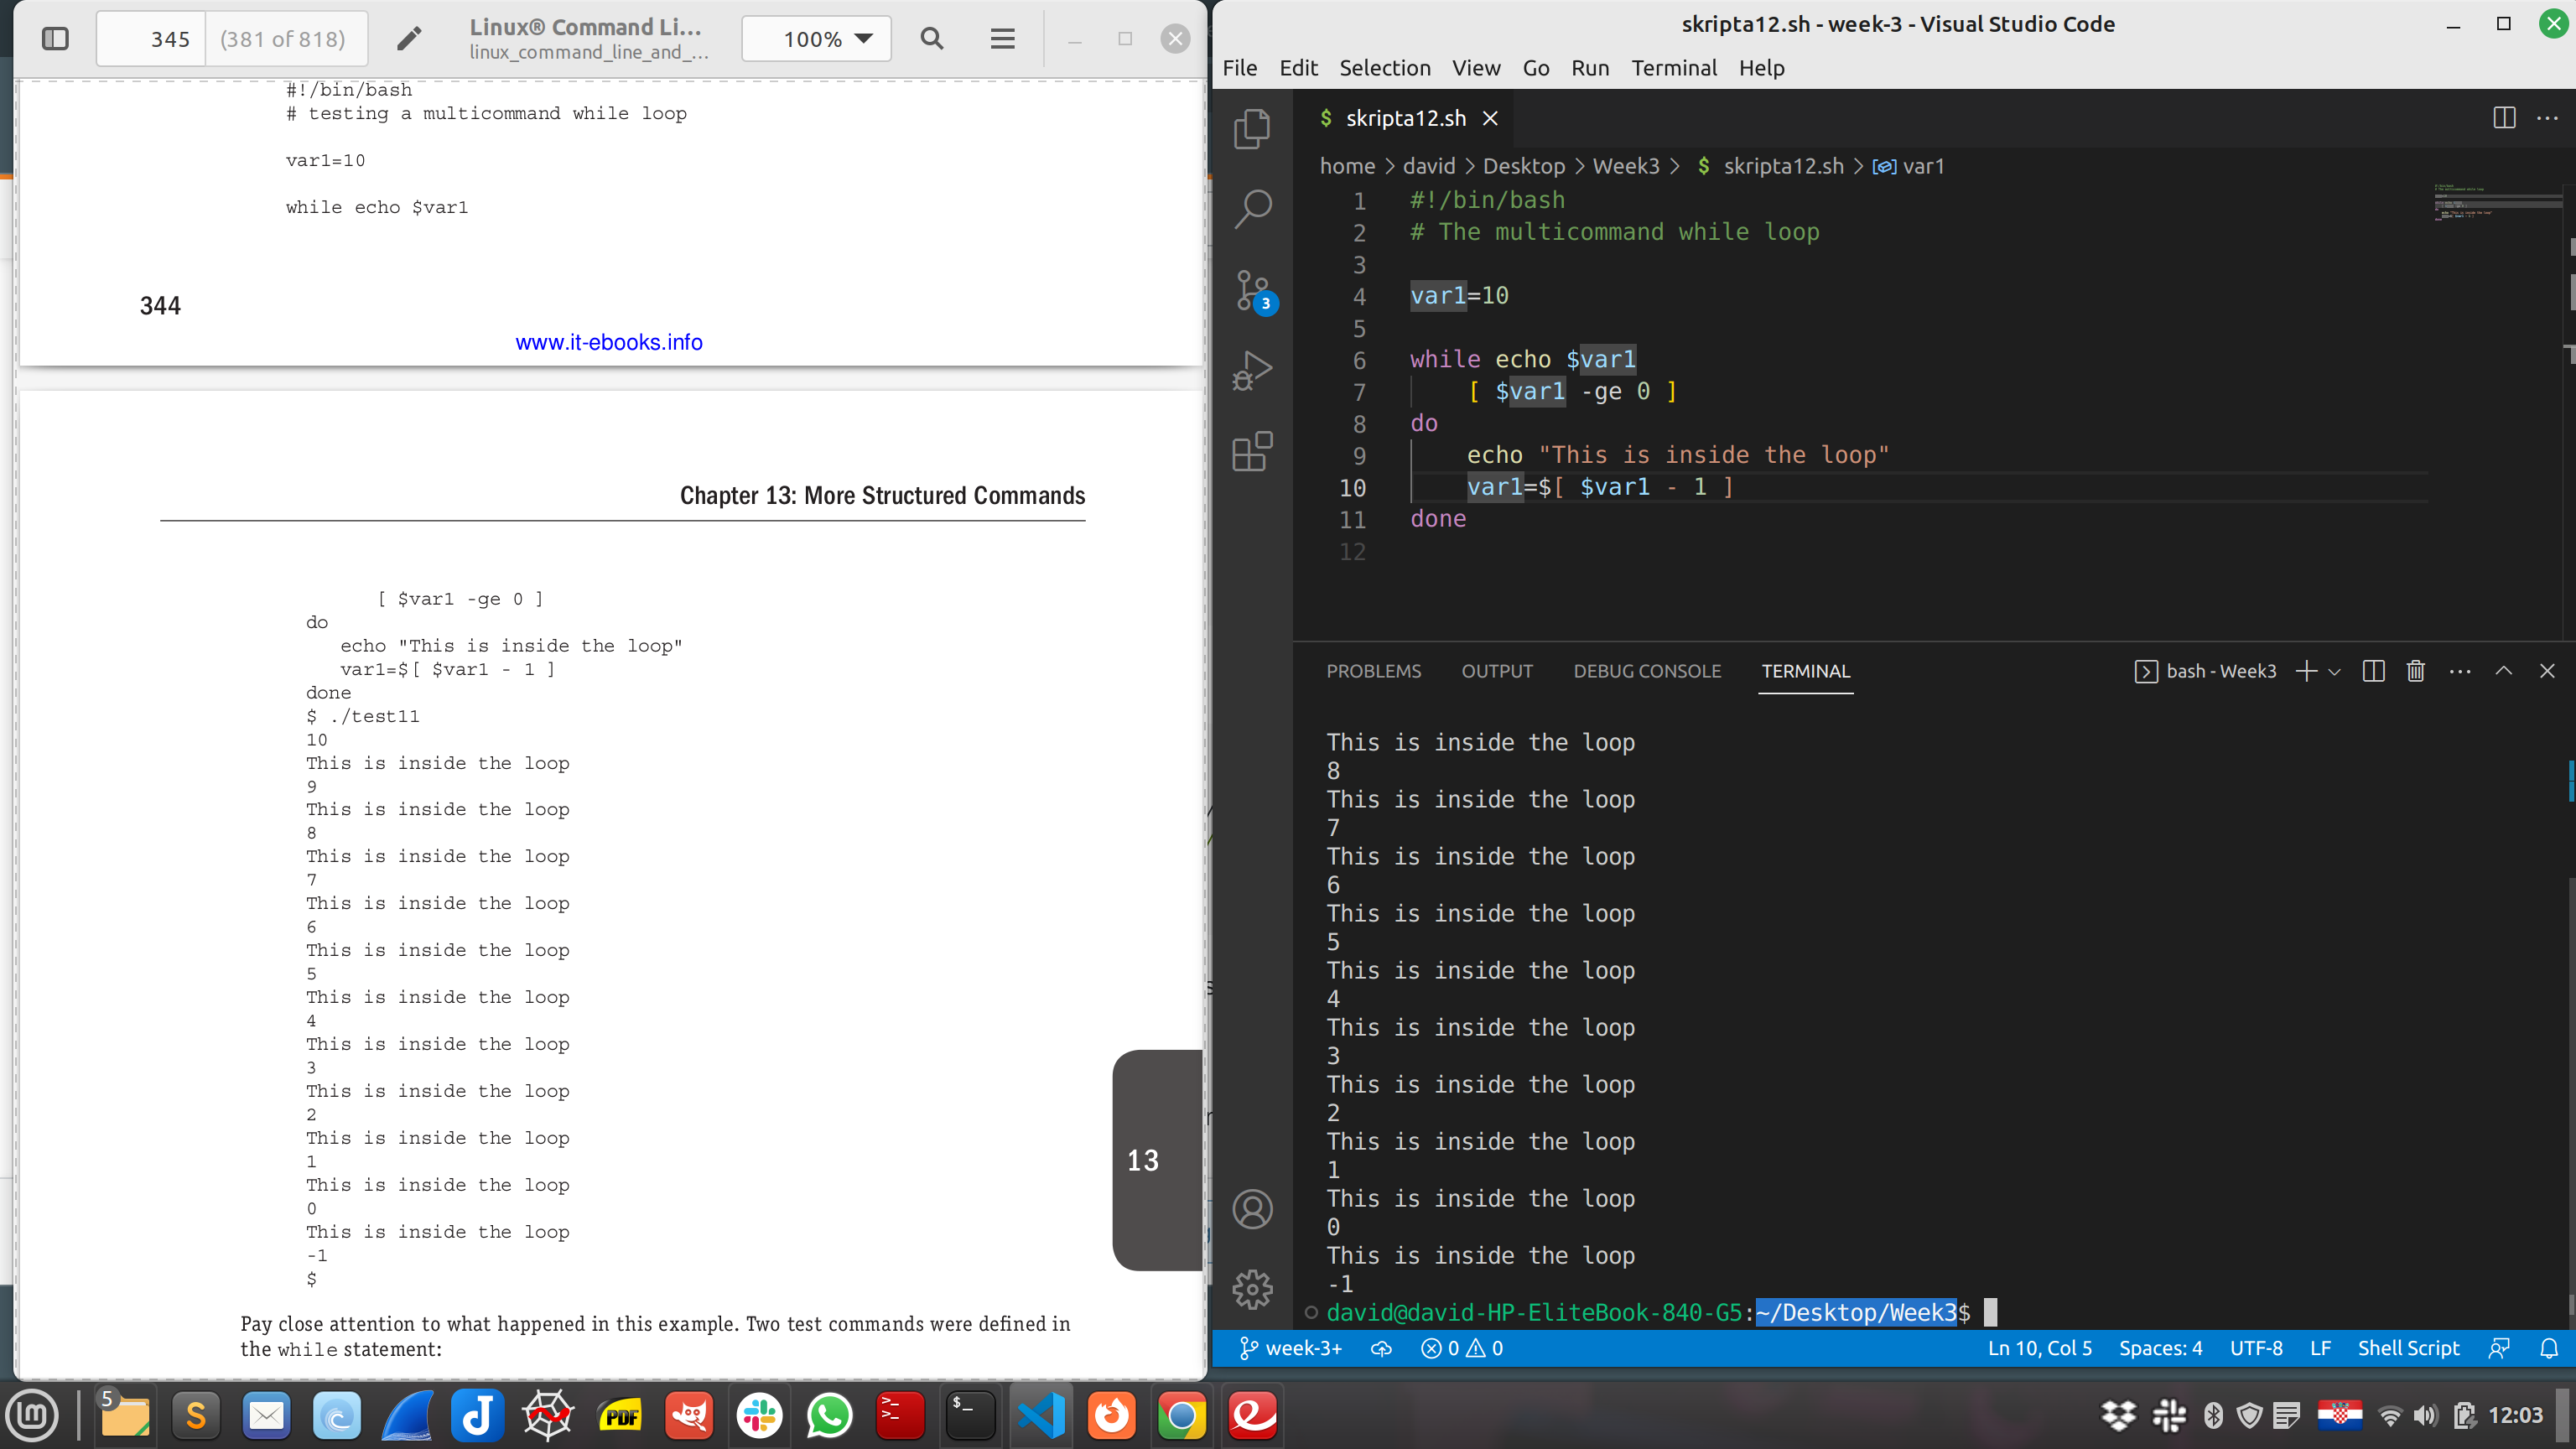 345
(381 of 818)
Linux® Command Li...
linux_command_line_and_...
100%
#!/bin/bash
# testing a multicommand while loop
var1=10
while echo $var1
344
www.it-ebooks.info
Chapter 13: More Structured Commands
[ $var1 -ge 0 ]
do
echo "This is inside the loop"
var1=$[ $var1 - 1 ]
done
$ ./test11
10
This is inside the loop
9
This is inside the loop
8
This is inside the loop
7
This is inside the loop
6
This is inside the loop
5
This is inside the loop
4
This is inside the loop
3
This is inside the loop
2
This is inside the loop
1
This is inside the loop
0
This is inside the loop
-1
$
13
Pay close attention to what happened in this example. Two test commands were defined in
the while statement:
skripta12.sh - week-3 - Visual Studio Code
File Edit Selection View Go Run Terminal Help
$ skripta12.sh
home > david > Desktop > Week3 > $ skripta12.sh > var1
1 #!/bin/bash
2 # The multicommand while loop
3
4 var1=10
5
6 while echo $var1
7 [ $var1 -ge 0 ]
8 do
9 echo "This is inside the loop"
10 var1=$[ $var1 - 1 ]
11 done
12
3
PROBLEMS OUTPUT DEBUG CONSOLE TERMINAL
bash - Week3
This is inside the loop
8
This is inside the loop
7
This is inside the loop
6
This is inside the loop
5
This is inside the loop
4
This is inside the loop
3
This is inside the loop
2
This is inside the loop
1
This is inside the loop
0
This is inside the loop
-1
david@david-HP-EliteBook-840-G5:~/Desktop/Week3$
week-3+ 0 0
Ln 10, Col 5 Spaces: 4 UTF-8 LF Shell Script
5
S
J
PDF
$_
12:03